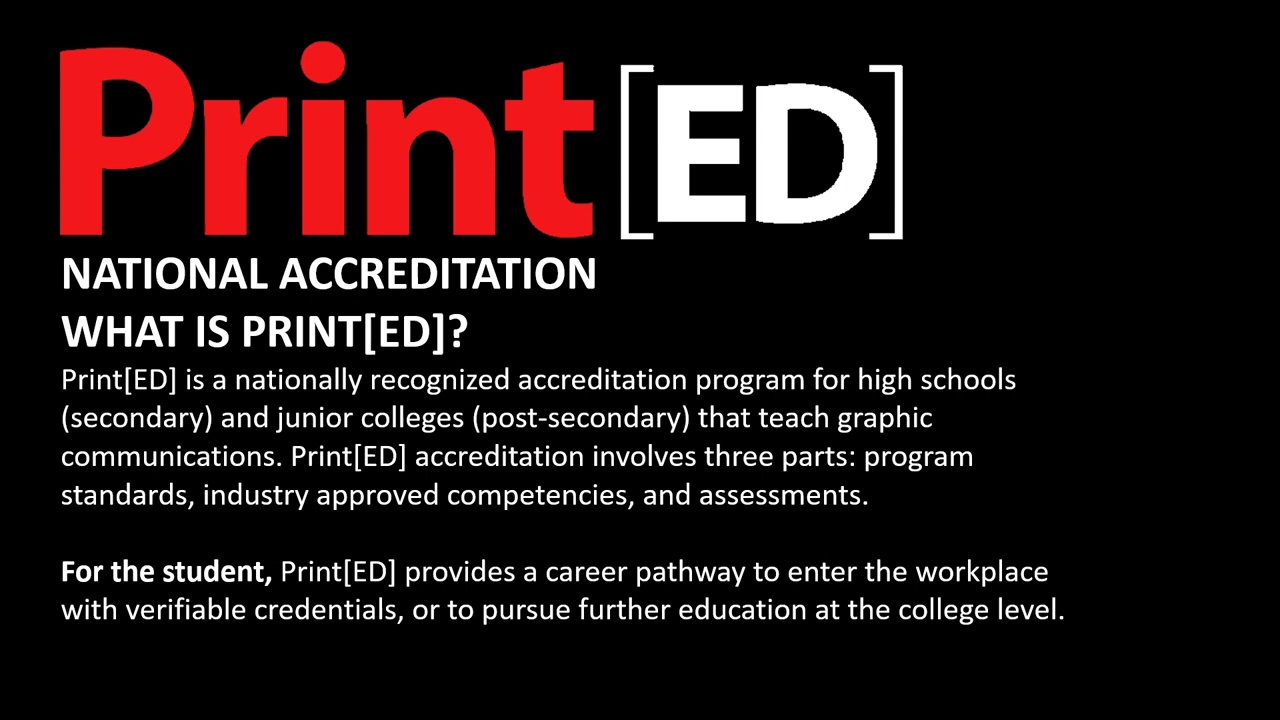 Print[ED]
NATIONAL ACCREDITATION
WHAT IS PRINT[ED]?
Print[ED] is a nationally recognized accreditation program for high schools
(secondary) and junior colleges (post-secondary) that teach graphic
communications. Print[ED] accreditation involves three parts: program
standards, industry approved competencies, and assessments.
For the student, Print[ED] provides a career pathway to enter the workplace
with verifiable credentials, or to pursue further education at the college level.